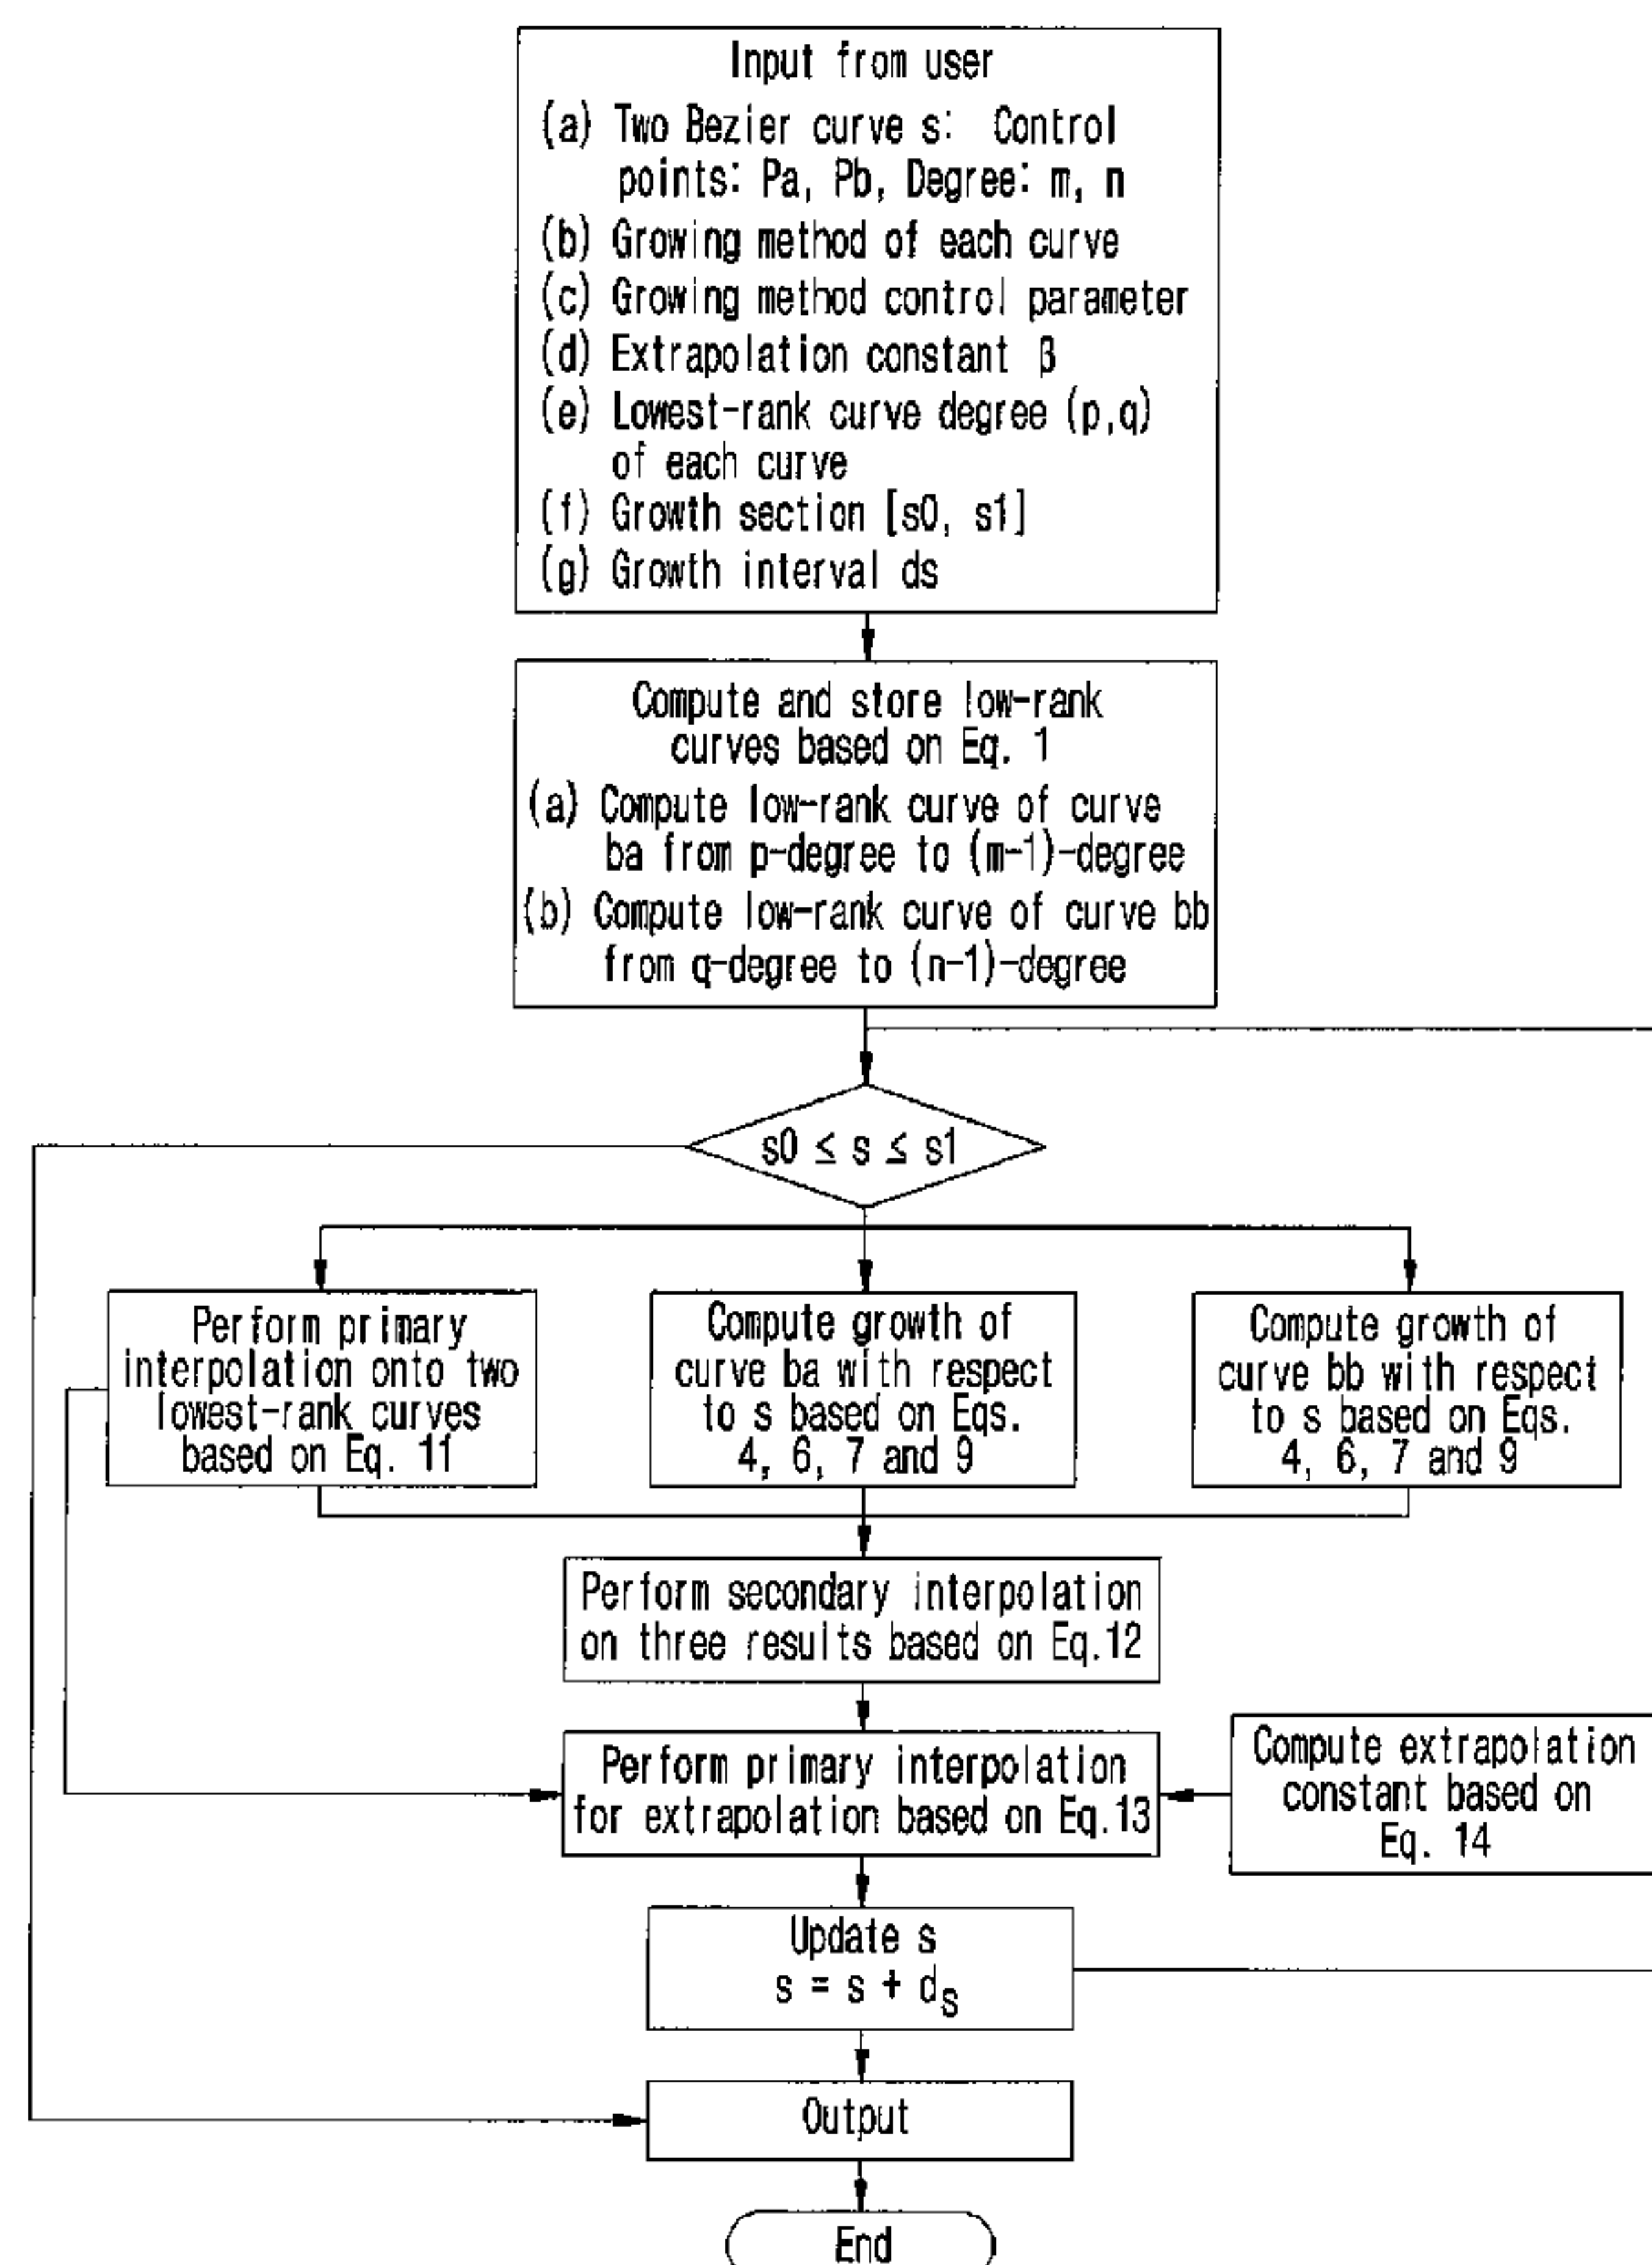 Input from user
(a) Two Bezier curve s: Control
points: Pa, Pb, Degree: m, n
(b) Growing method of each curve
(c) Growing method control parameter
(d) Extrapolation constant β
(e) Lowest-rank curve degree (p,q)
of each curve
(f) Growth section [s0, s1]
(g) Growth interval ds
Compute and store low-rank
curves based on Eq. 1
(a) Compute low-rank curve of curve
ba from p-degree to (m-1)-degree
(b) Compute low-rank curve of curve bb
from q-degree to (n-1)-degree
s0 ≤ s ≤ s1
Perform primary
interpolation onto two
lowest-rank curves
based on Eq. 11
Compute growth of
curve ba with respect
to s based on Eqs.
4, 6, 7 and 9
Compute growth of
curve bb with respect
to s based on Eqs.
4, 6, 7 and 9
Perform secondary interpolation
on three results based on Eq.12
Perform primary interpolation
for extrapolation based on Eq.13
Compute extrapolation
constant based on
Eq. 14
Update s
s = s + ds
Output
End